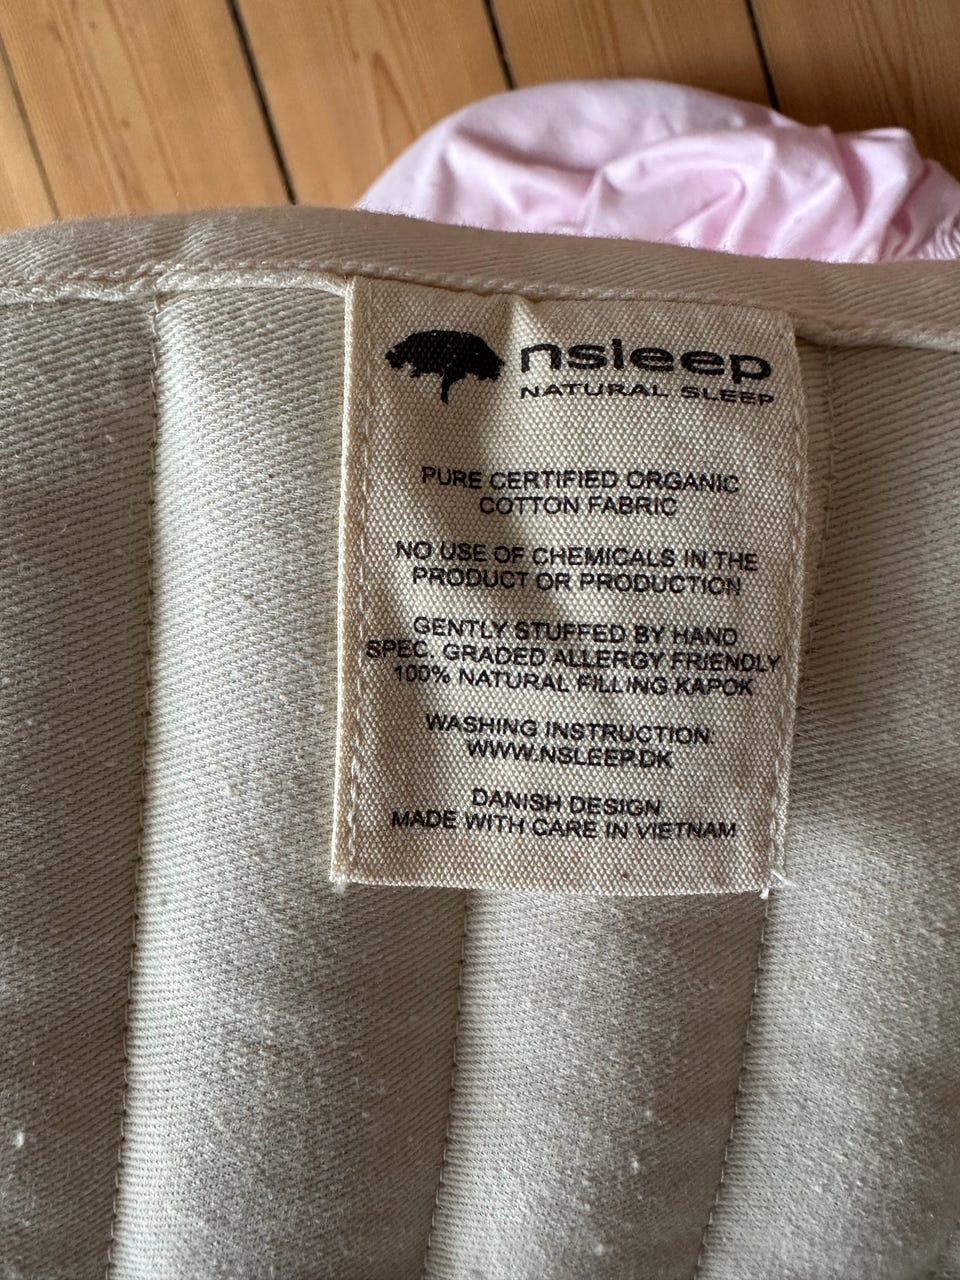 nsleep
NATURAL SLEEP
PURE CERTIFIED ORGANIC
COTTON FABRIC
NO USE OF CHEMICALS IN THE
PRODUCT OR PRODUCTION
GENTLY STUFFED BY HAND
SPEC. GRADED ALLERGY FRIENDLY
100% NATURAL FILLING KAPOK
WASHING INSTRUCTION:
WWW.NSLEEP.DK
DANISH DESIGN
MADE WITH CARE IN VIETNAM